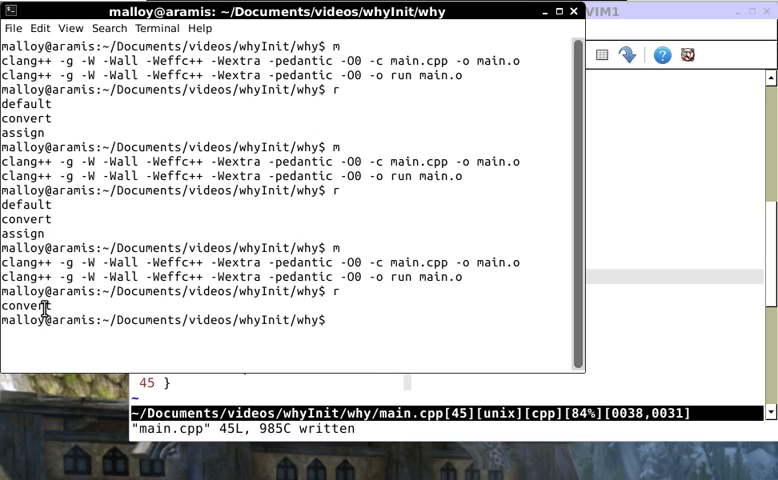 malloy@aramis: ~/Documents/videos/whyInit/why
VIM1
File Edit View Search Terminal Help
malloy@aramis:~/Documents/videos/whyInit/why$ m
clang++ -g -W -Wall -Weffc++ -Wextra -pedantic -O0 -c main.cpp -o main.o
clang++ -g -W -Wall -Weffc++ -Wextra -pedantic -O0 -o run main.o
malloy@aramis:~/Documents/videos/whyInit/why$ r
default
convert
assign
malloy@aramis:~/Documents/videos/whyInit/why$ m
clang++ -g -W -Wall -Weffc++ -Wextra -pedantic -O0 -c main.cpp -o main.o
clang++ -g -W -Wall -Weffc++ -Wextra -pedantic -O0 -o run main.o
malloy@aramis:~/Documents/videos/whyInit/why$ r
default
convert
assign
malloy@aramis:~/Documents/videos/whyInit/why$ m
clang++ -g -W -Wall -Weffc++ -Wextra -pedantic -O0 -c main.cpp -o main.o
clang++ -g -W -Wall -Weffc++ -Wextra -pedantic -O0 -o run main.o
malloy@aramis:~/Documents/videos/whyInit/why$ r
convert
malloy@aramis:~/Documents/videos/whyInit/why$
45 }
~
~/Documents/videos/whyInit/why/main.cpp[45][unix][cpp][84%][0038,0031]
"main.cpp" 45L, 985C written